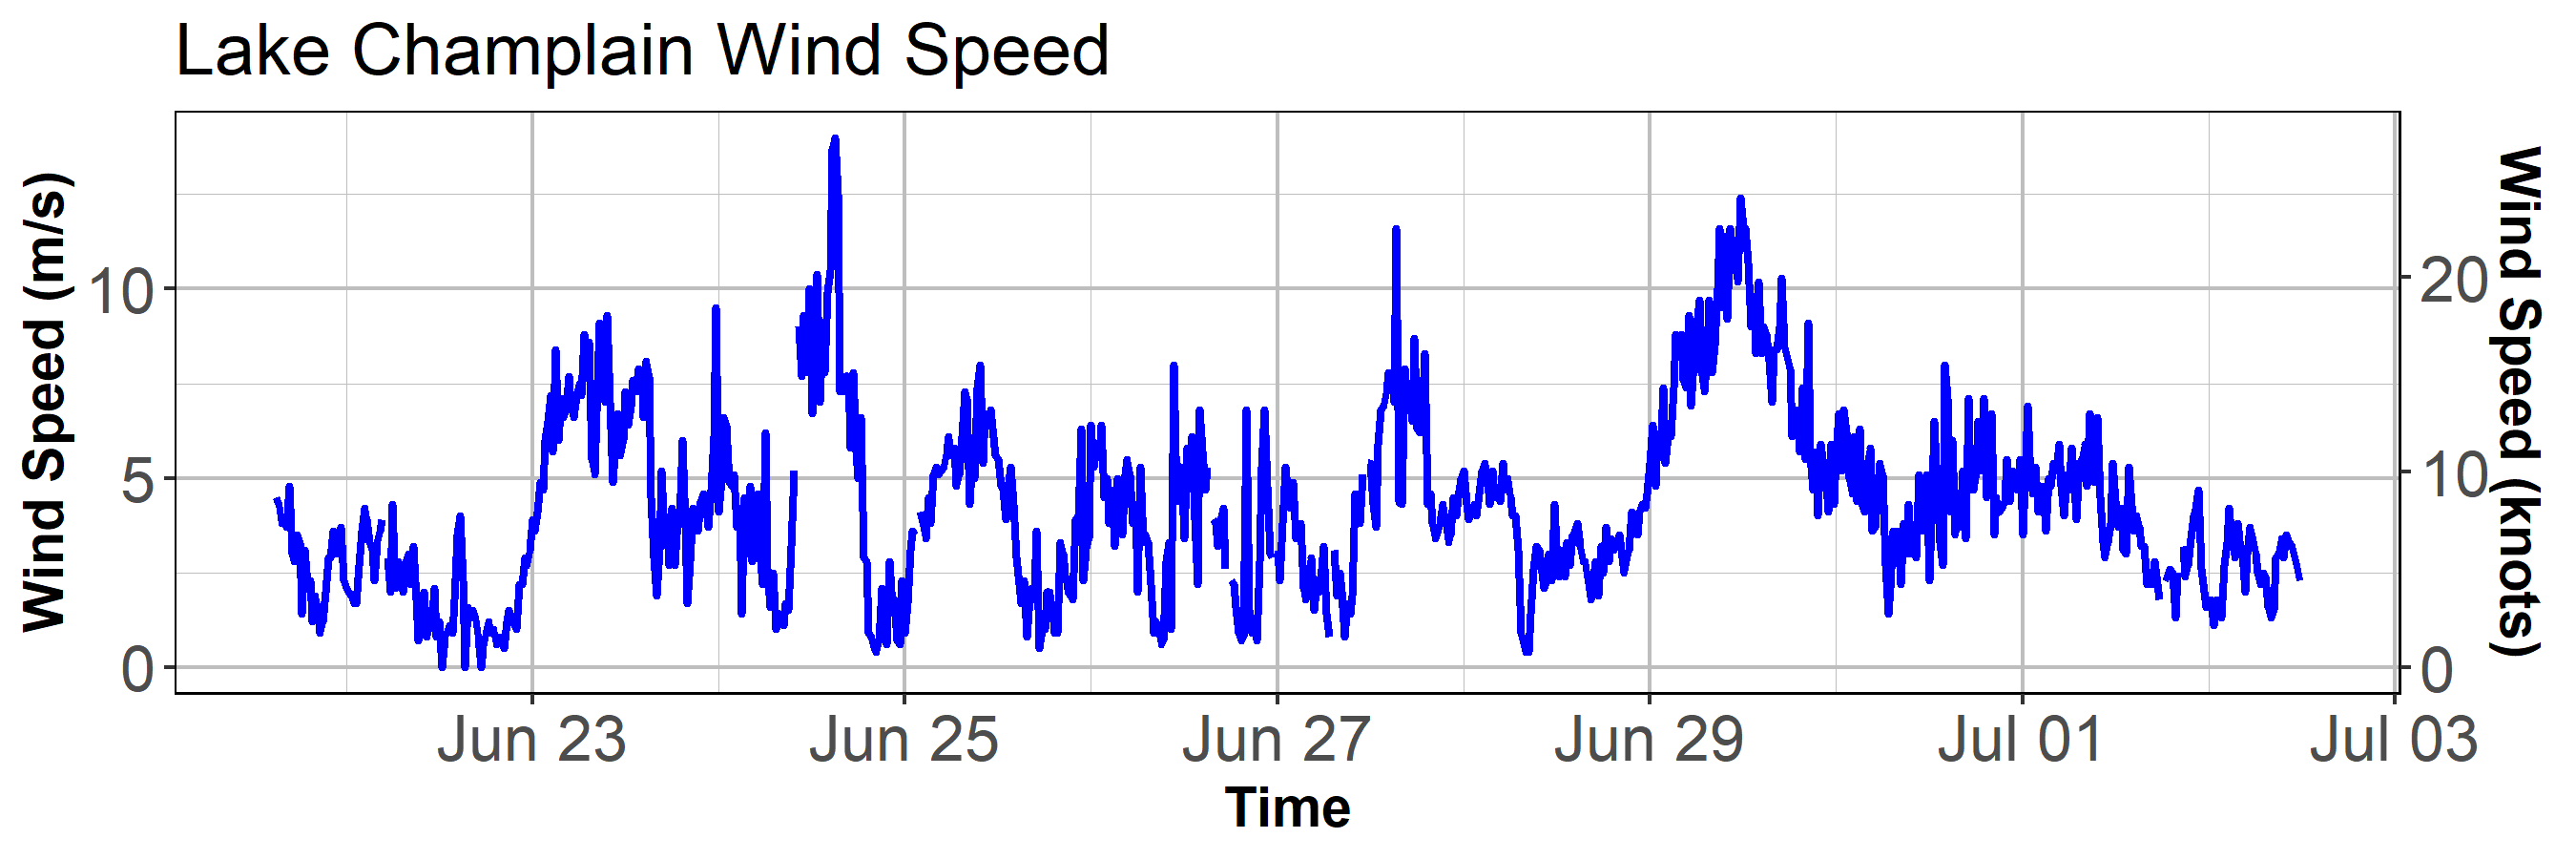 Lake Champlain Wind Speed
Wind Speed (m/s)
10
5
0
20
10
0
Wind Speed (knots)
Jun 23 Jun 25 Jun 27 Jun 29 Jul 01 Jul 03
Time